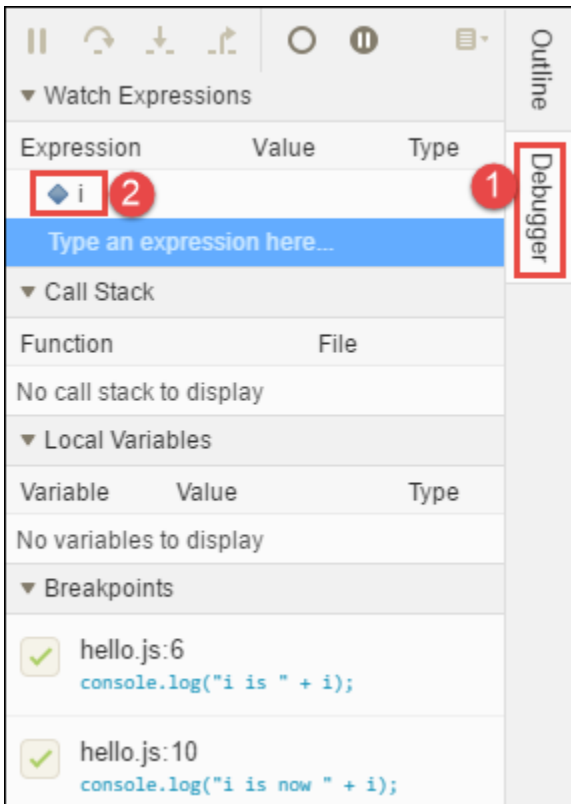 Watch Expressions
Expression Value Type
i 2
Type an expression here...
Call Stack
Function File
No call stack to display
Local Variables
Variable Value Type
No variables to display
Breakpoints
hello.js:6
console.log("i is " + i);
hello.js:10
console.log("i is now " + i);
Outline
1 Debugger